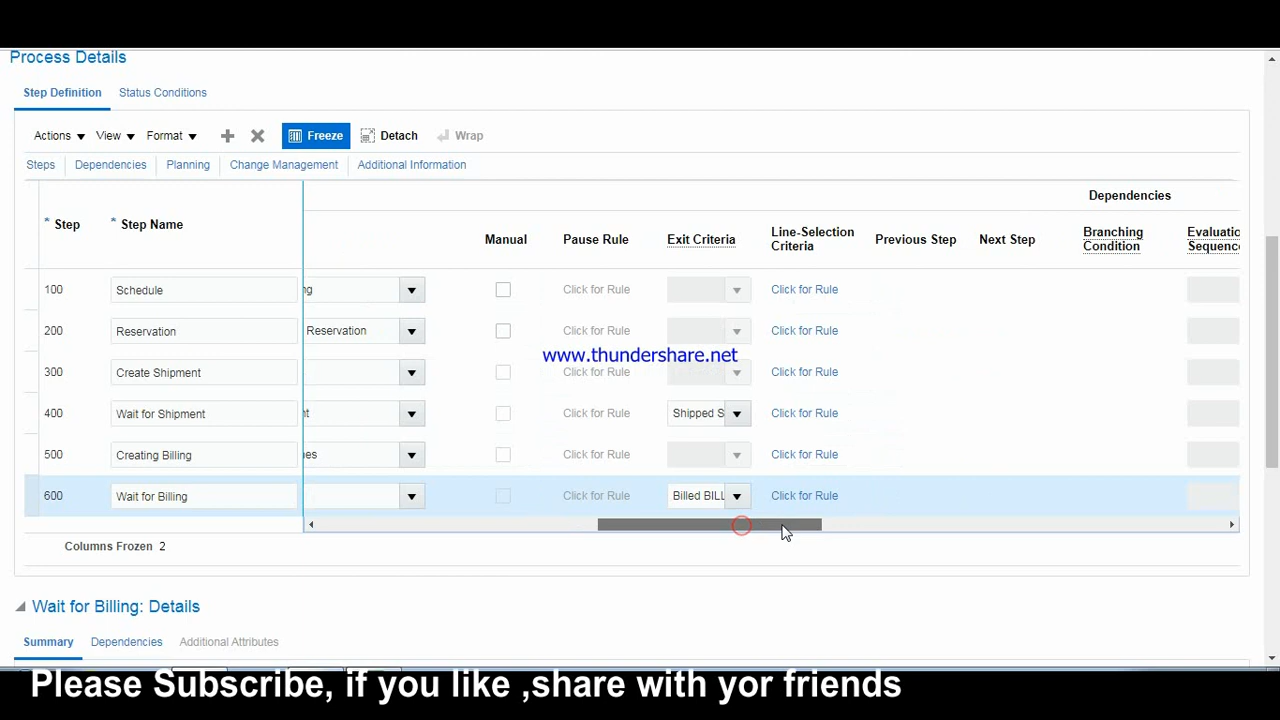 Process Details
Step Definition Status Conditions
Actions View Format Freeze Detach Wrap
Steps Dependencies Planning Change Management Additional Information
Dependencies
* Step * Step Name Manual Pause Rule Exit Criteria Line-Selection Criteria Previous Step Next Step Branching Condition Evaluatic Sequenc
100 Schedule ng Click for Rule Click for Rule
200 Reservation Reservation Click for Rule Click for Rule
www.thundershare.net
300 Create Shipment Click for Rule Click for Rule
400 Wait for Shipment nt Click for Rule Shipped S Click for Rule
500 Creating Billing nes Click for Rule Click for Rule
600 Wait for Billing Click for Rule Billed BILL Click for Rule
Columns Frozen 2
Wait for Billing: Details
Summary Dependencies Additional Attributes
Please Subscribe, if you like ,share with yor friends